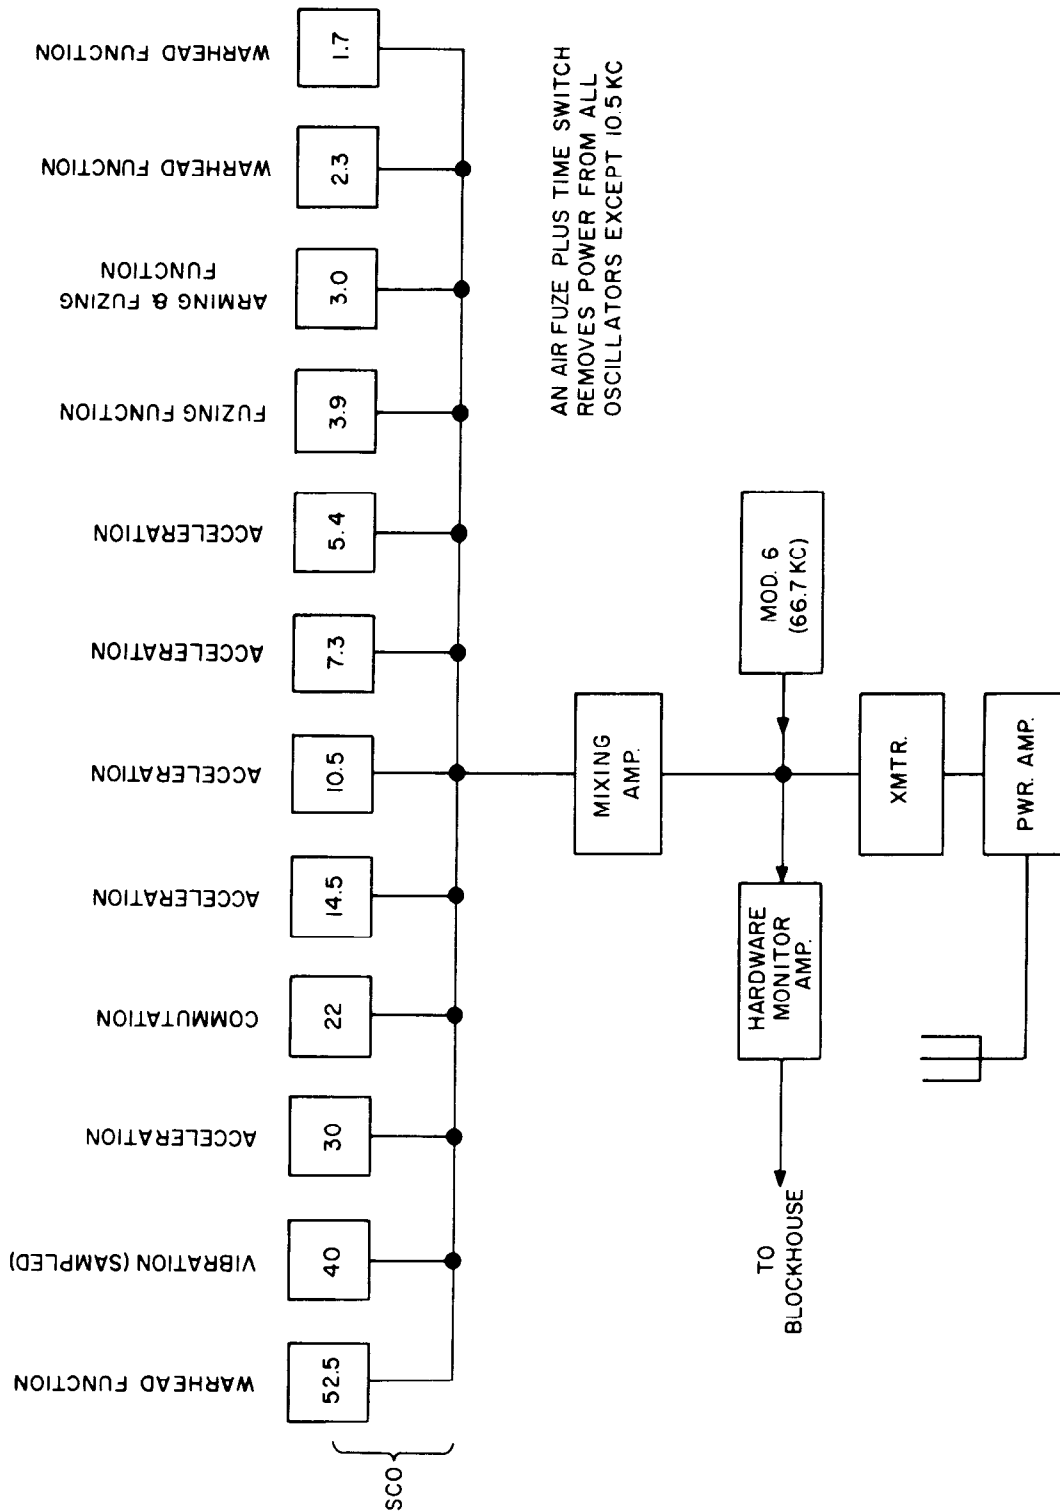 WARHEAD FUNCTION
VIBRATION (SAMPLED)
ACCELERATION
COMMUTATION
ACCELERATION
ACCELERATION
ACCELERATION
ACCELERATION
FUZING FUNCTION
ARMING & FUZING
FUNCTION
WARHEAD FUNCTION
WARHEAD FUNCTION
SCO
52.5
40
30
22
14.5
10.5
7.3
5.4
3.9
3.0
2.3
1.7
AN AIR FUZE PLUS TIME SWITCH
REMOVES POWER FROM ALL
OSCILLATORS EXCEPT 10.5 KC
MIXING
AMP.
TO
BLOCKHOUSE
HARDWARE
MONITOR
AMP.
MOD. 6
(66.7 KC)
XMTR.
PWR. AMP.